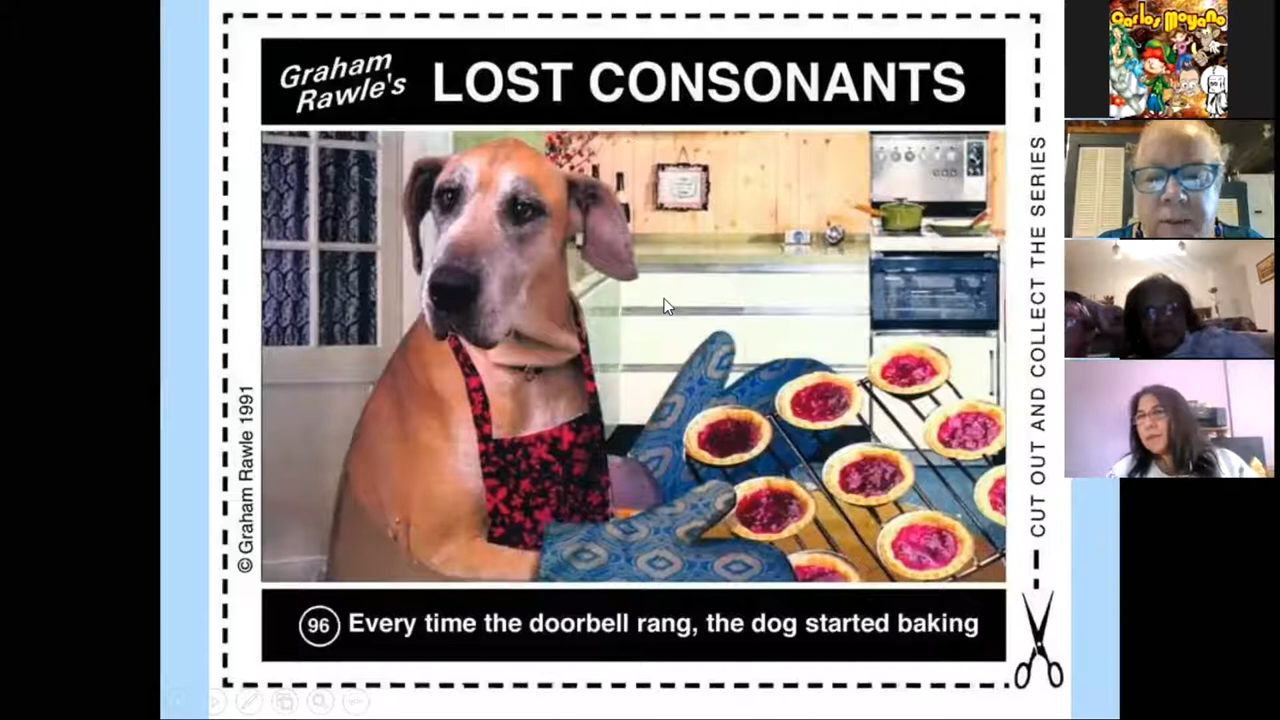 Graham
Rawle's
LOST CONSONANTS
© Graham Rawle 1991
CUT OUT AND COLLECT THE SERIES
96 Every time the doorbell rang, the dog started baking
Carlos Moyano